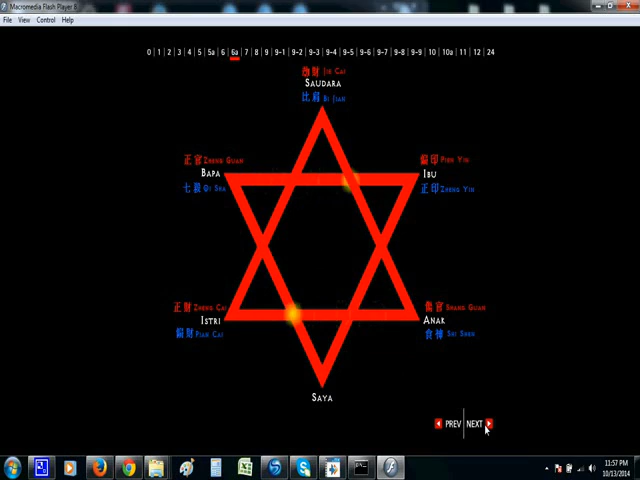 Macromedia Flash Player 8
File View Control Help
0 | 1 | 2 | 3 | 4 | 5 | 5a | 6 | 6a | 7 | 8 | 9 | 9-1 | 9-2 | 9-3 | 9-4 | 9-5 | 9-6 | 9-7 | 9-8 | 9-9 | 10 | 10a | 11 | 12 | 24
劫財 Jie Cai
Saudara
比肩 Bi Jian
正官 Zheng Guan
Bapa
七殺 Qi Sha
偏印 Pien Yin
Ibu
正印 Zheng Yin
正財 Zheng Cai
Istri
偏財 Pian Cai
傷官 Shang Guan
Anak
食神 Shi Shen
Saya
PREV NEXT
11:57 PM
10/13/2014